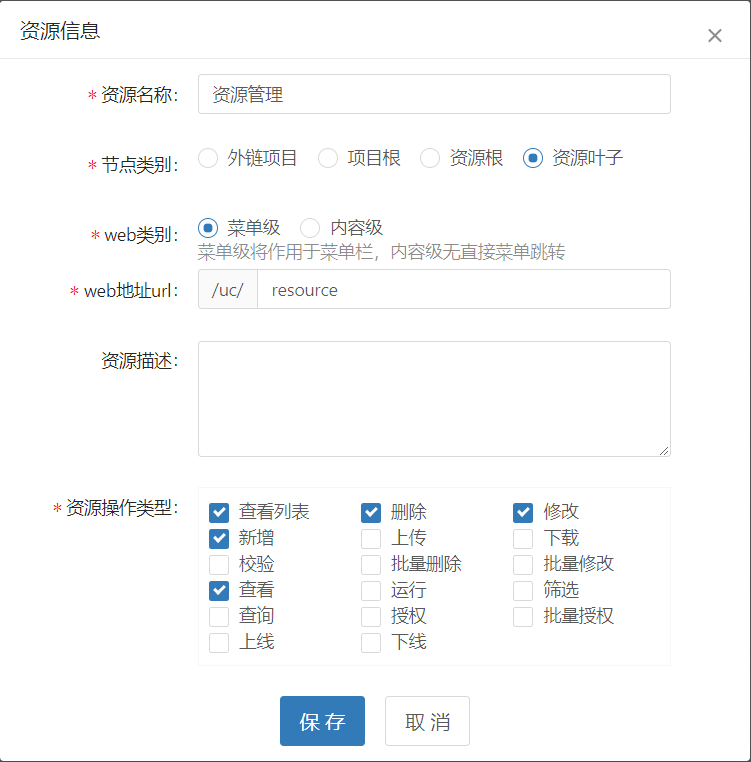 资源信息
* 资源名称： 资源管理
* 节点类别： 外链项目 项目根 资源根 资源叶子
* web类别： 菜单级 内容级
菜单级将作用于菜单栏，内容级无直接菜单跳转
* web地址url： /uc/ resource
资源描述：
* 资源操作类型： 查看列表 删除 修改
新增 上传 下载
校验 批量删除 批量修改
查看 运行 筛选
查询 授权 批量授权
上线 下线
保 存 取 消